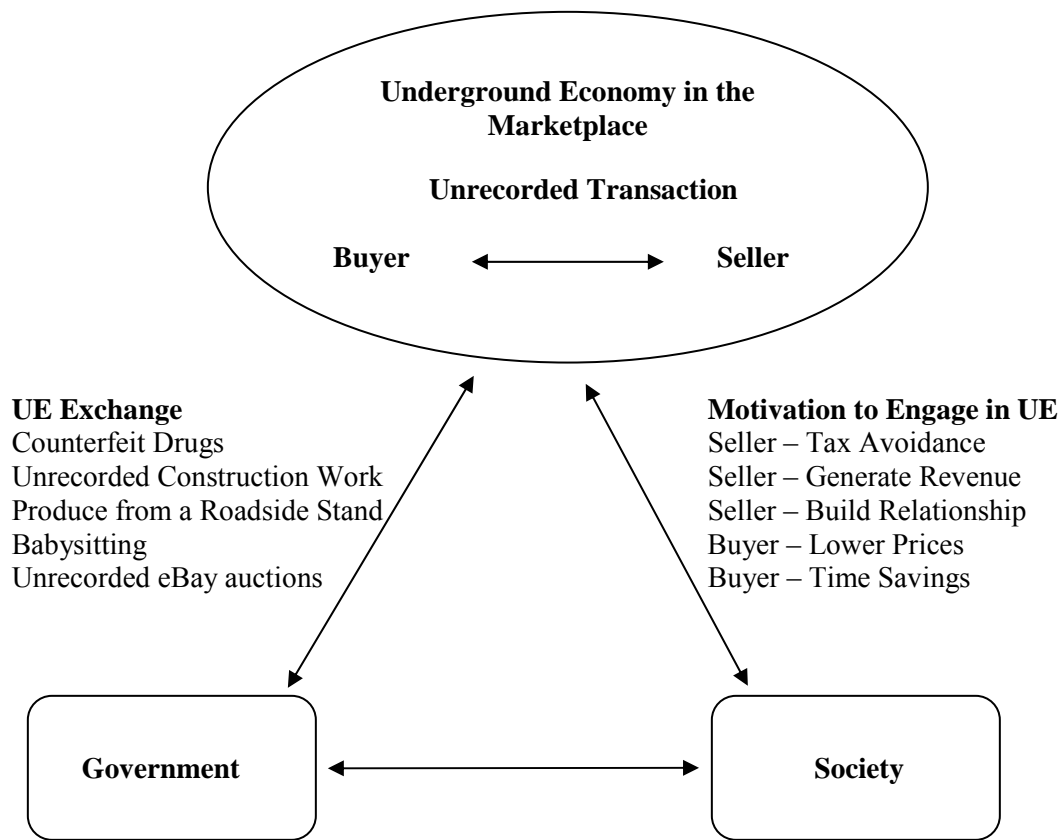 Underground Economy in the
Marketplace
Unrecorded Transaction
Buyer
Seller
UE Exchange
Counterfeit Drugs
Unrecorded Construction Work
Produce from a Roadside Stand
Babysitting
Unrecorded eBay auctions
Motivation to Engage in UE
Seller – Tax Avoidance
Seller – Generate Revenue
Seller – Build Relationship
Buyer – Lower Prices
Buyer – Time Savings
Government
Society